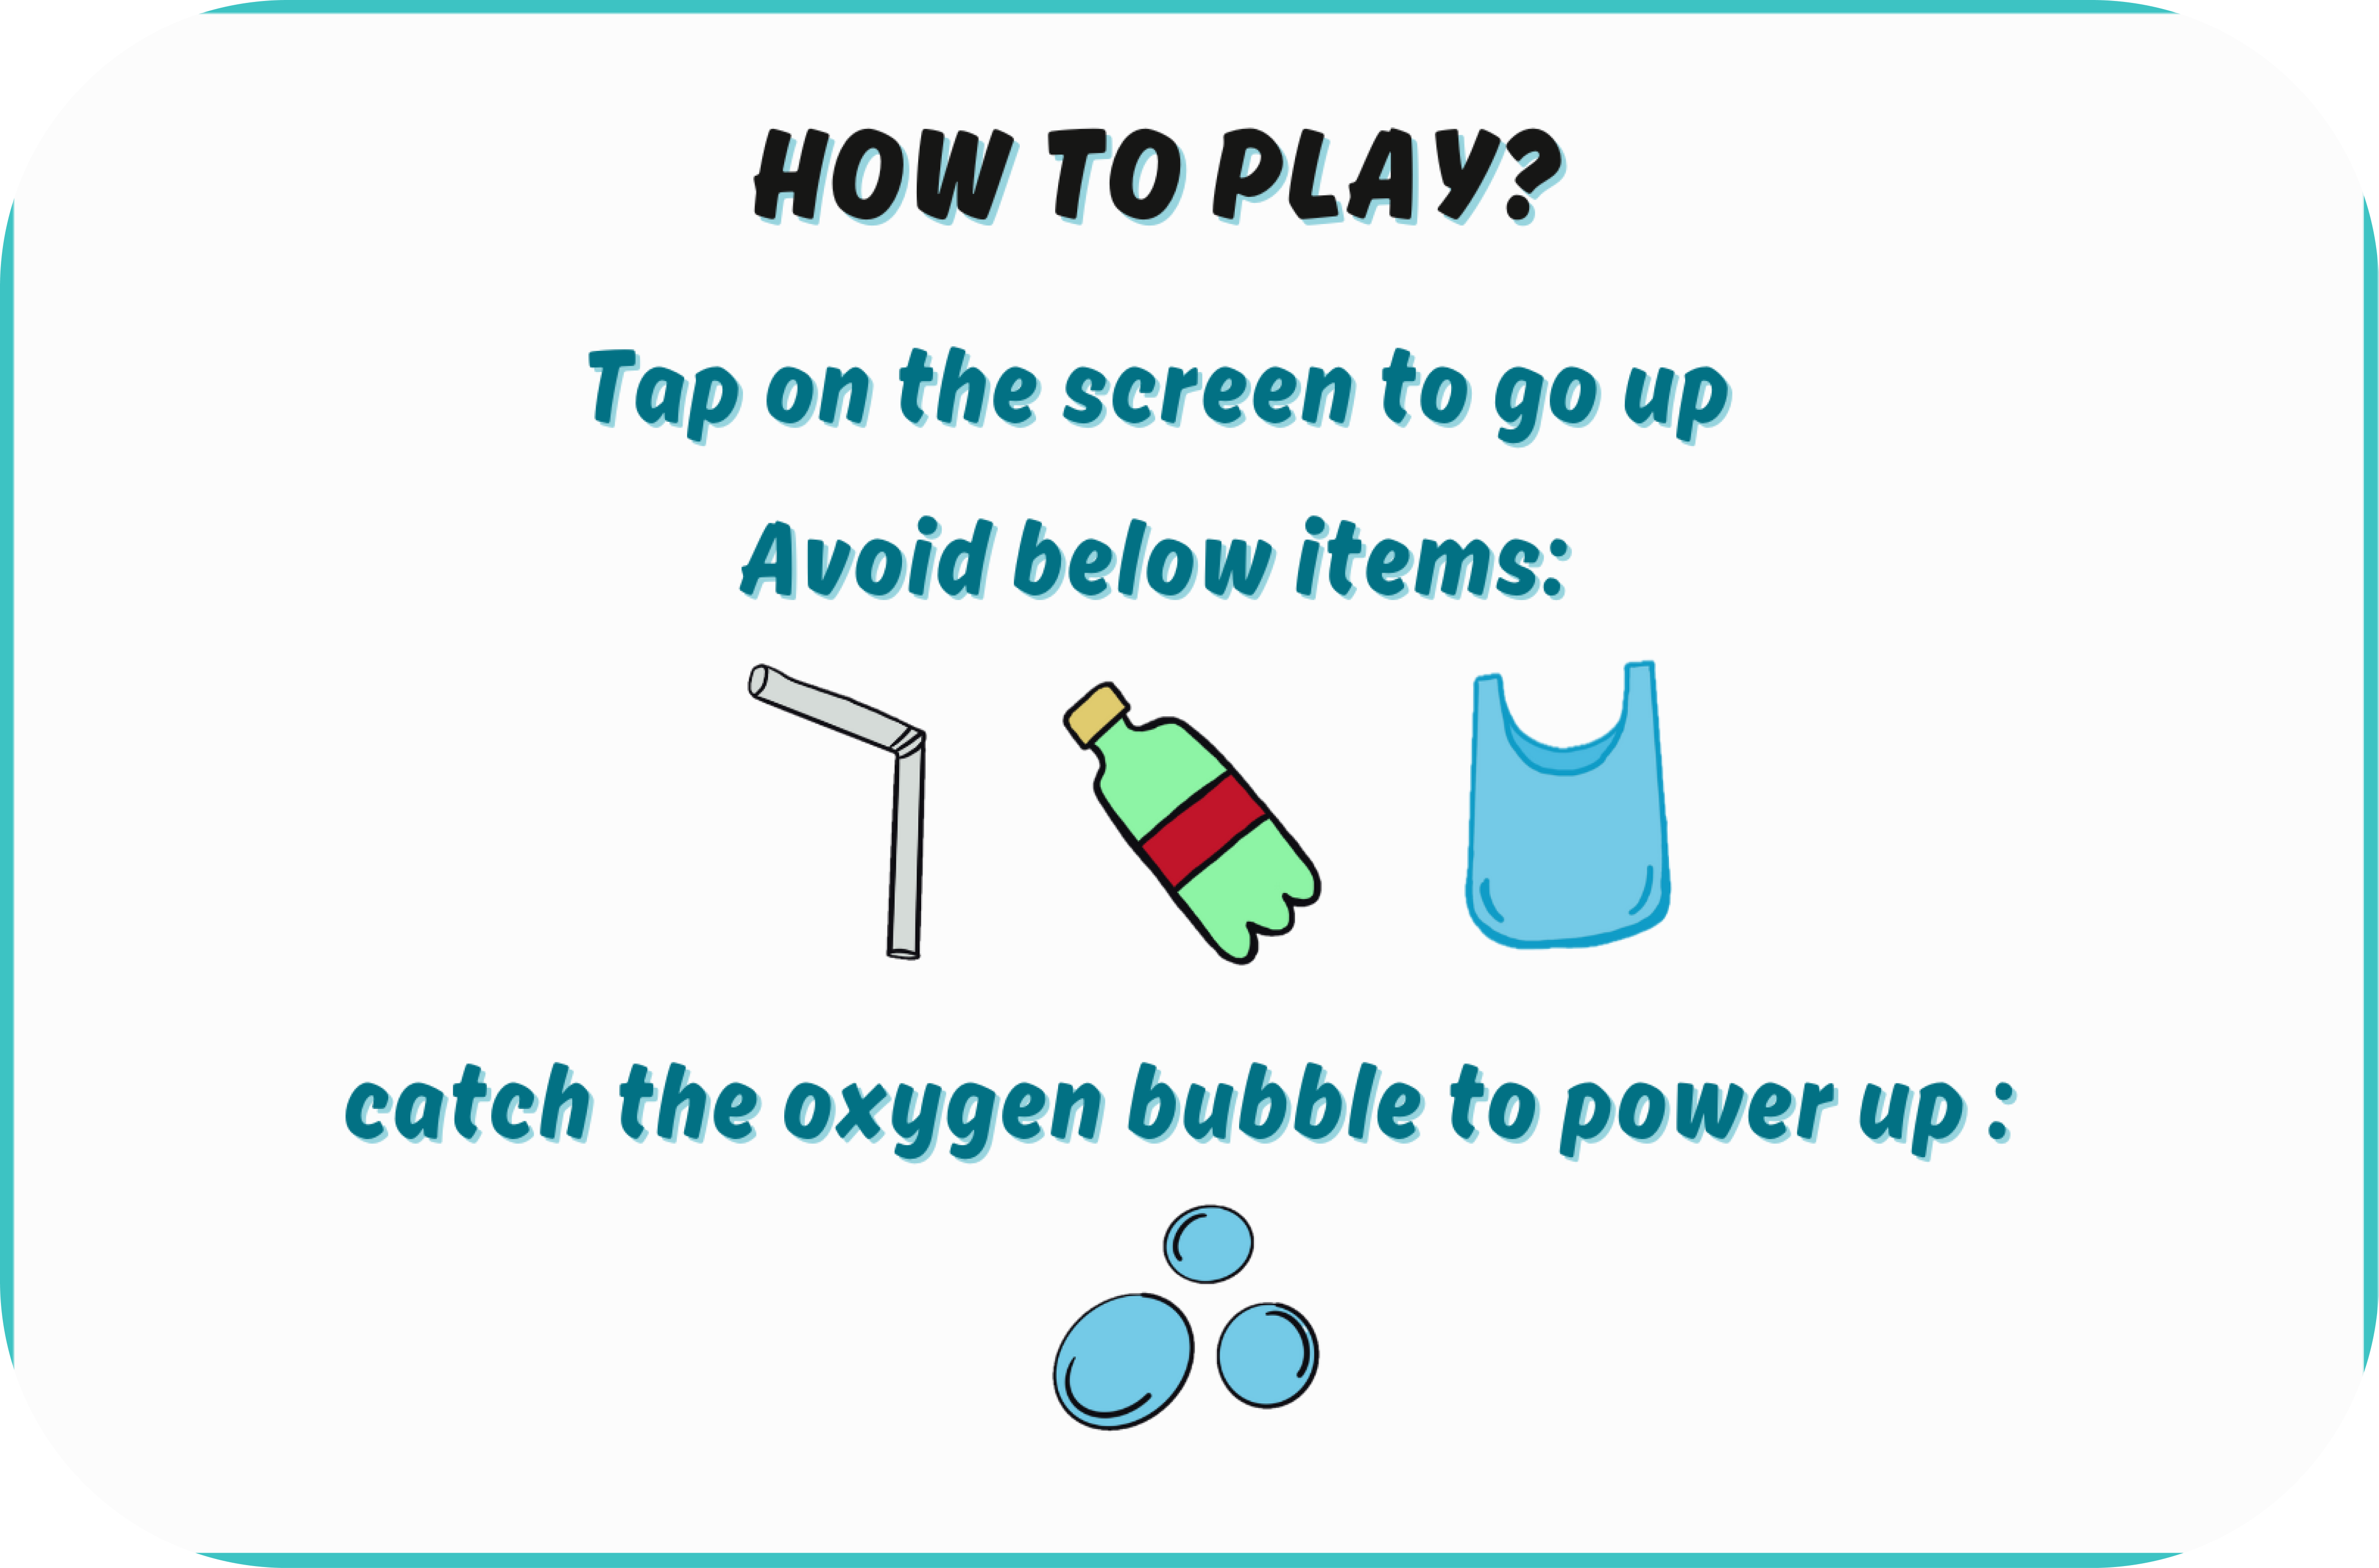 HOW TO PLAY?
Tap on the screen to go up
Avoid below items:
catch the oxygen bubble to power up :